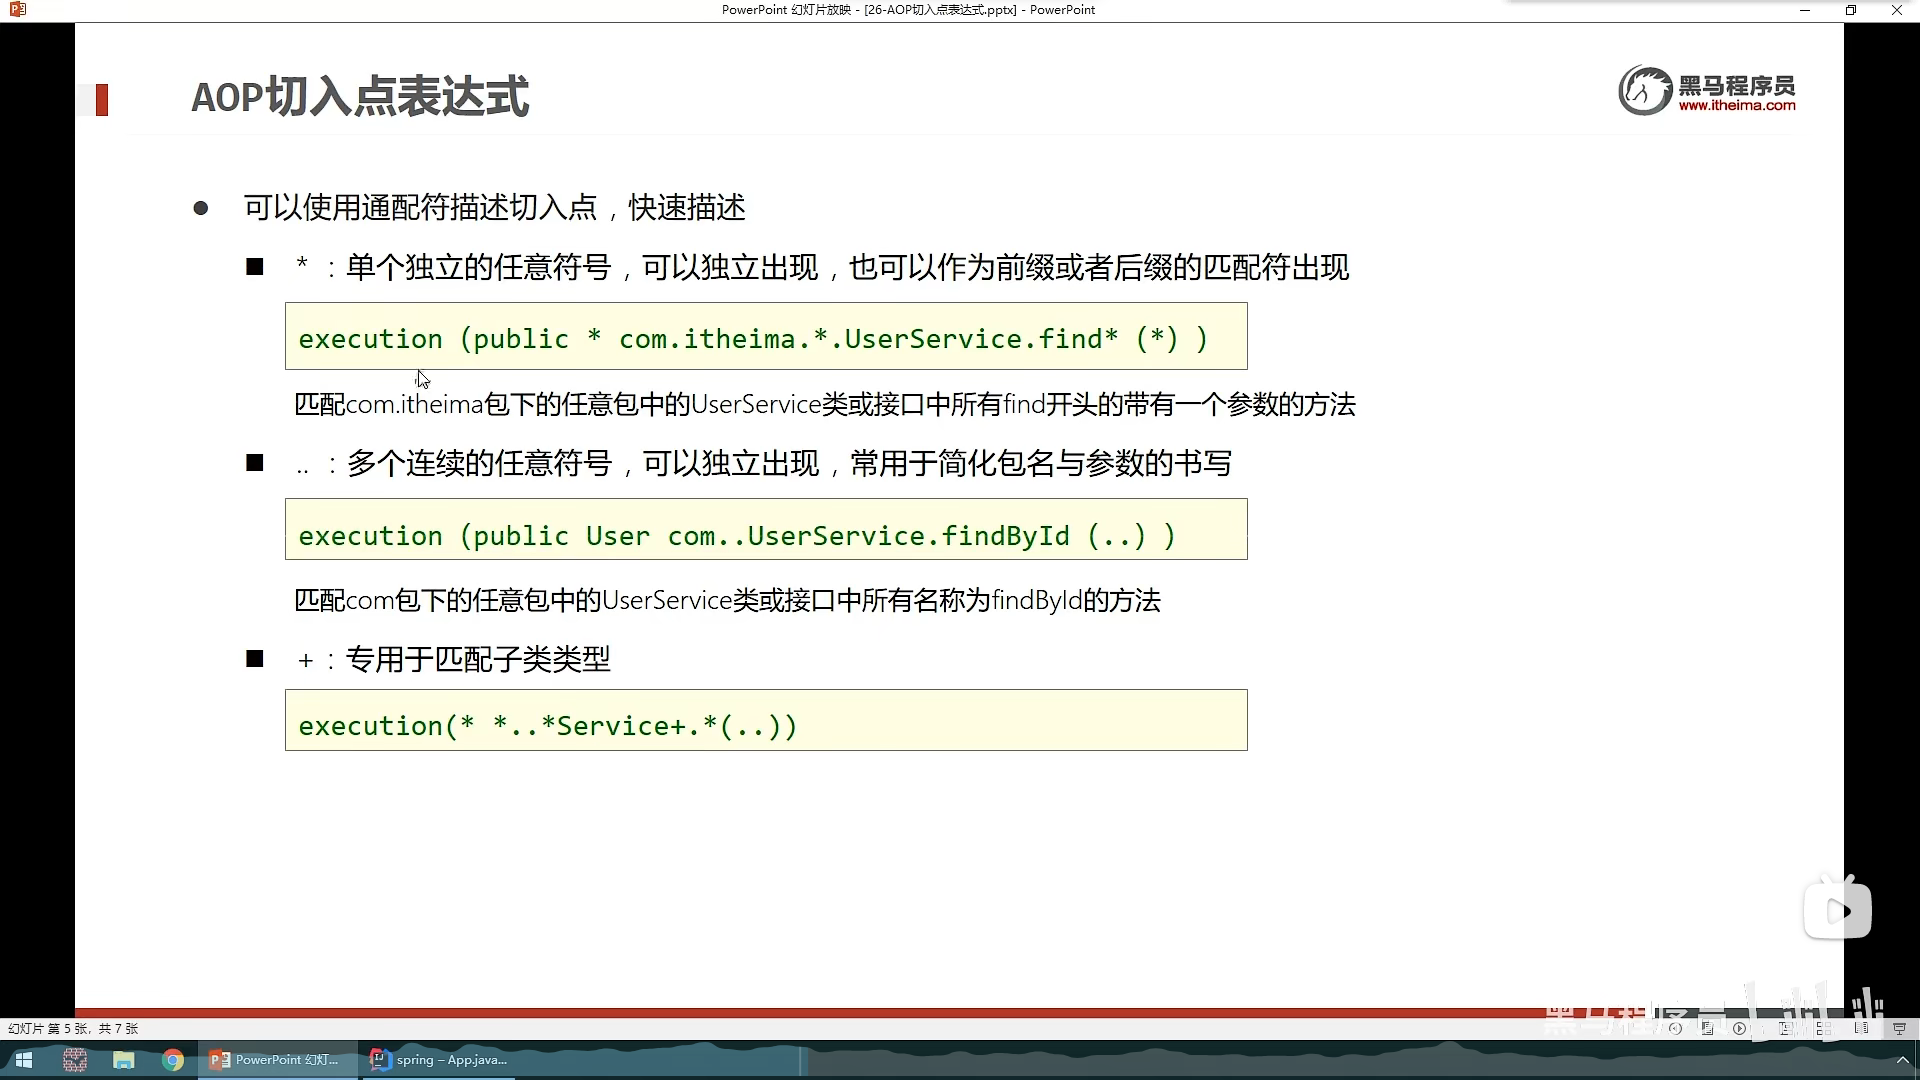 PowerPoint 幻灯片放映 - [26-AOP切入点表达式.pptx] - PowerPoint
AOP切入点表达式
黑马程序员
www.itheima.com
可以使用通配符描述切入点，快速描述
* ：单个独立的任意符号，可以独立出现，也可以作为前缀或者后缀的匹配符出现
execution (public * com.itheima.*.UserService.find* (*) )
匹配com.itheima包下的任意包中的UserService类或接口中所有find开头的带有一个参数的方法
.. ：多个连续的任意符号，可以独立出现，常用于简化包名与参数的书写
execution (public User com..UserService.findById (..) )
匹配com包下的任意包中的UserService类或接口中所有名称为findById的方法
+ ：专用于匹配子类类型
execution(* *..*Service+.*(..))
黑马程序员
幻灯片 第 5 张，共 7 张
PowerPoint 幻灯...
spring – App.java...